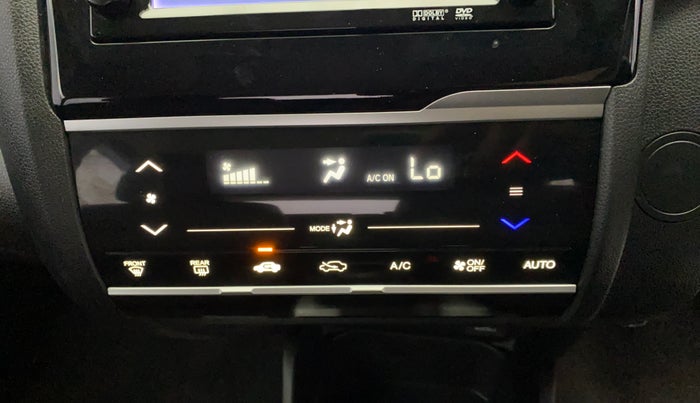 DOLBY DIGITAL
DVD VIDEO
A/C ON Lo
MODE
FRONT REAR A/C ON/OFF AUTO